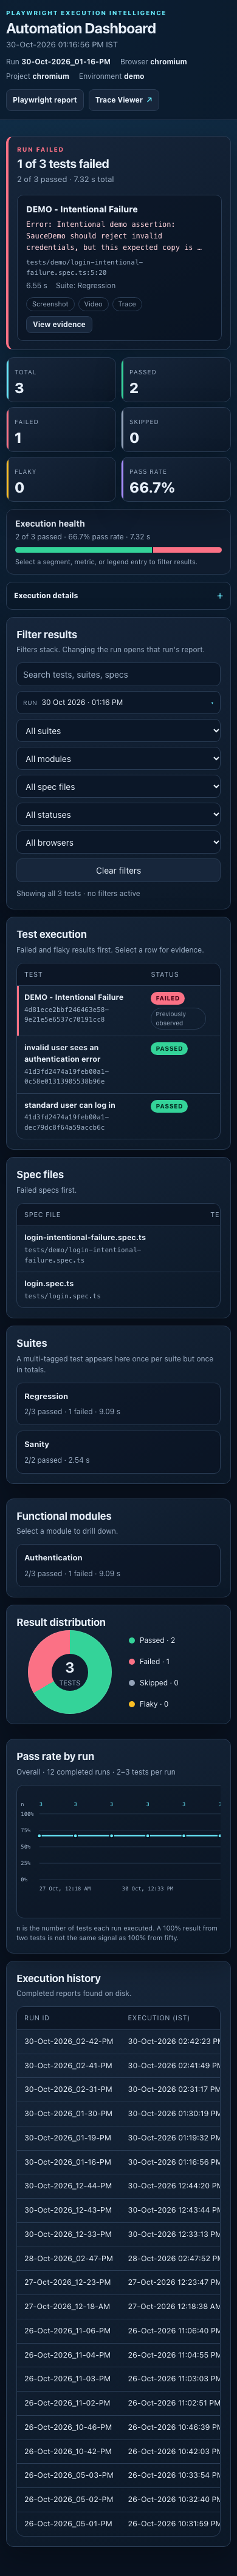 PLAYWRIGHT EXECUTION INTELLIGENCE
Automation Dashboard
30-Oct-2026 01:16:56 PM IST
Run 30-Oct-2026_01-16-PM Browser chromium
Project chromium Environment demo
Playwright report Trace Viewer ↗
RUN FAILED
1 of 3 tests failed
2 of 3 passed · 7.32 s total
DEMO - Intentional Failure
Error: Intentional demo assertion:
SauceDemo should reject invalid
credentials, but this expected copy is …
tests/demo/login-intentional-
failure.spec.ts:5:20
6.55 s Suite: Regression
Screenshot Video Trace
View evidence
TOTAL
3
PASSED
2
FAILED
1
SKIPPED
0
FLAKY
0
PASS RATE
66.7%
Execution health
2 of 3 passed · 66.7% pass rate · 7.32 s
Select a segment, metric, or legend entry to filter results.
Execution details +
Filter results
Filters stack. Changing the run opens that run's report.
Search tests, suites, specs
RUN 30 Oct 2026 · 01:16 PM
All suites
All modules
All spec files
All statuses
All browsers
Clear filters
Showing all 3 tests · no filters active
Test execution
Failed and flaky results first. Select a row for evidence.
TEST STATUS
DEMO - Intentional Failure FAILED
4d81ece2bbf246463e58-
9e21e5e6537c70191cc8
Previously
observed
invalid user sees an
authentication error PASSED
41d3fd2474a19feb00a1-
0c58e01313905538b96e
standard user can log in PASSED
41d3fd2474a19feb00a1-
dec79dc8f64a59accb6c
Spec files
Failed specs first.
SPEC FILE TE
login-intentional-failure.spec.ts
tests/demo/login-intentional-
failure.spec.ts
login.spec.ts
tests/login.spec.ts
Suites
A multi-tagged test appears here once per suite but once
in totals.
Regression
2/3 passed · 1 failed · 9.09 s
Sanity
2/2 passed · 2.54 s
Functional modules
Select a module to drill down.
Authentication
2/3 passed · 1 failed · 9.09 s
Result distribution
3
TESTS
Passed · 2
Failed · 1
Skipped · 0
Flaky · 0
Pass rate by run
Overall · 12 completed runs · 2–3 tests per run
n 3 3 3 3 3
100%
75%
50%
25%
0%
27 Oct, 12:18 AM 30 Oct, 12:33 PM
n is the number of tests each run executed. A 100% result from
two tests is not the same signal as 100% from fifty.
Execution history
Completed reports found on disk.
RUN ID EXECUTION (IST)
30-Oct-2026_02-42-PM 30-Oct-2026 02:42:23 PM
30-Oct-2026_02-41-PM 30-Oct-2026 02:41:49 PM
30-Oct-2026_02-31-PM 30-Oct-2026 02:31:17 PM
30-Oct-2026_01-30-PM 30-Oct-2026 01:30:19 PM
30-Oct-2026_01-19-PM 30-Oct-2026 01:19:32 PM
30-Oct-2026_01-16-PM 30-Oct-2026 01:16:56 PM
30-Oct-2026_12-44-PM 30-Oct-2026 12:44:20 PM
30-Oct-2026_12-43-PM 30-Oct-2026 12:43:44 PM
30-Oct-2026_12-33-PM 30-Oct-2026 12:33:13 PM
28-Oct-2026_02-47-PM 28-Oct-2026 02:47:52 PM
27-Oct-2026_12-23-PM 27-Oct-2026 12:23:47 PM
27-Oct-2026_12-18-AM 27-Oct-2026 12:18:38 AM
26-Oct-2026_11-06-PM 26-Oct-2026 11:06:40 PM
26-Oct-2026_11-04-PM 26-Oct-2026 11:04:55 PM
26-Oct-2026_11-03-PM 26-Oct-2026 11:03:03 PM
26-Oct-2026_11-02-PM 26-Oct-2026 11:02:51 PM
26-Oct-2026_10-46-PM 26-Oct-2026 10:46:39 PM
26-Oct-2026_10-42-PM 26-Oct-2026 10:42:03 PM
26-Oct-2026_05-03-PM 26-Oct-2026 10:33:54 PM
26-Oct-2026_05-02-PM 26-Oct-2026 10:32:40 PM
26-Oct-2026_05-01-PM 26-Oct-2026 10:31:59 PM